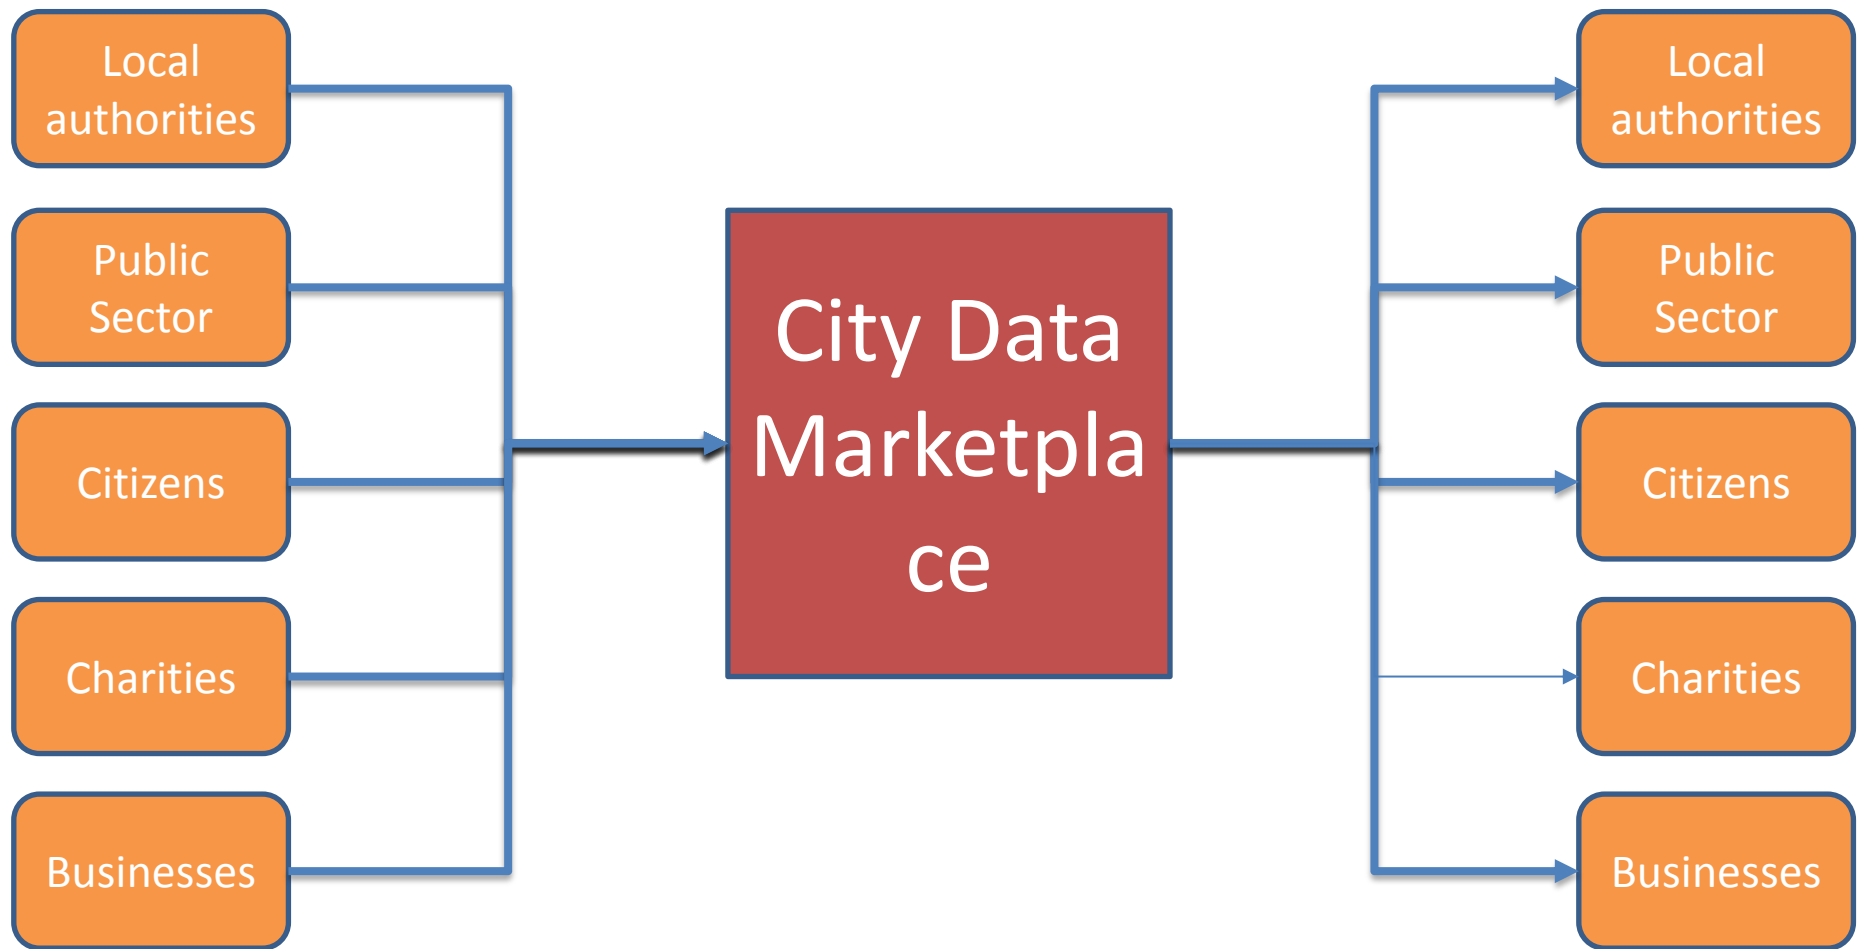 Local
authorities
Public
Sector
Citizens
Charities
Businesses
City Data
Marketpla
ce
Local
authorities
Public
Sector
Citizens
Charities
Businesses